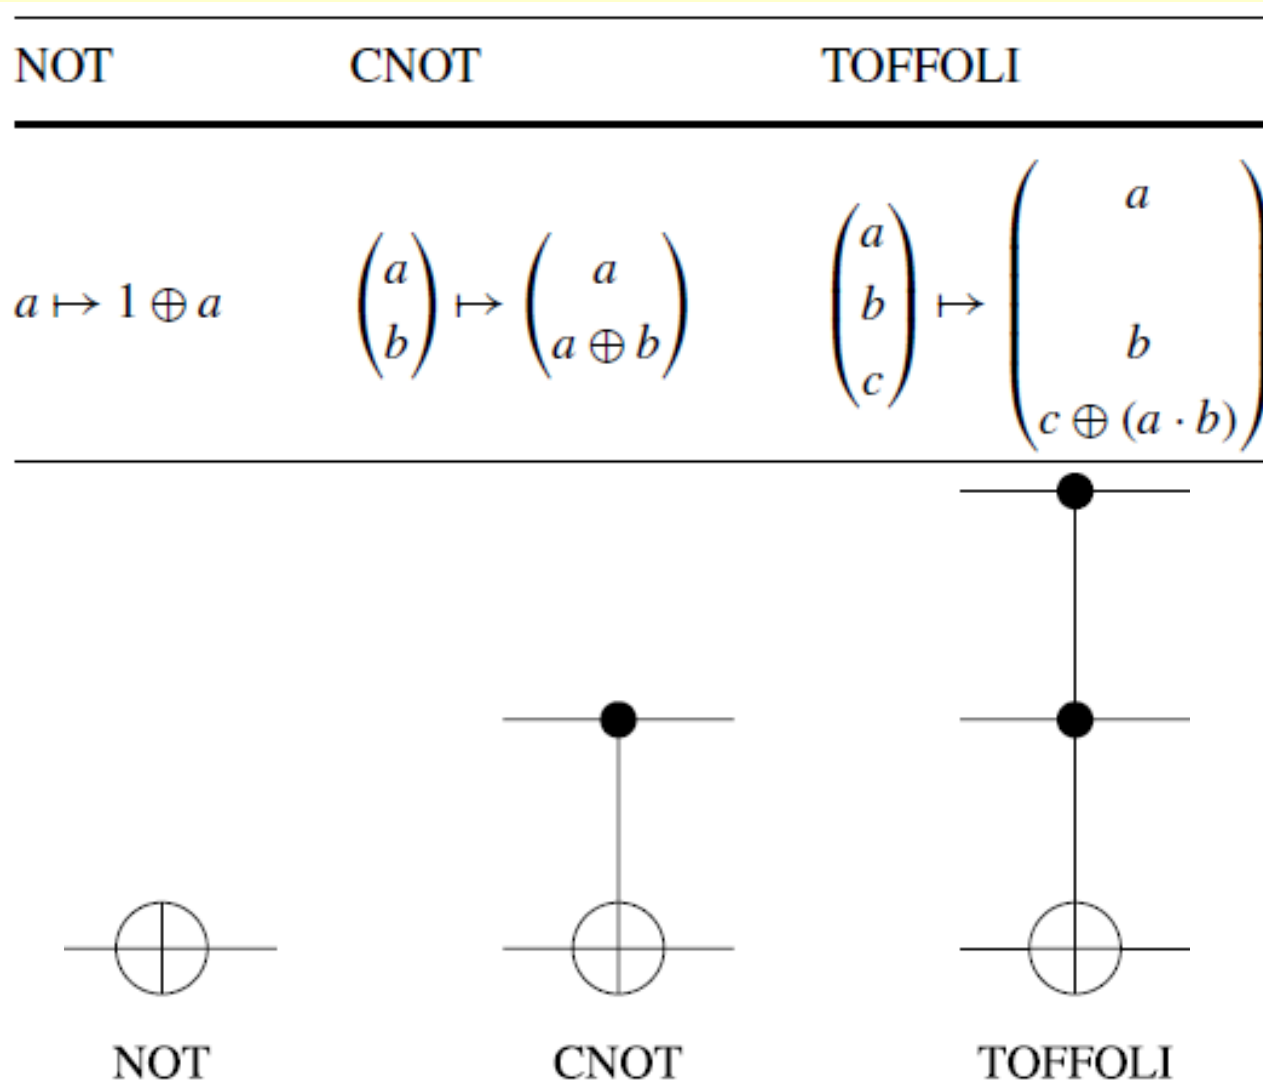 NOT CNOT TOFFOLI
a ↦ 1 ⊕ a
(a b) ↦ (a a ⊕ b)
(a b c) ↦ (a b c ⊕ (a · b))
NOT CNOT TOFFOLI